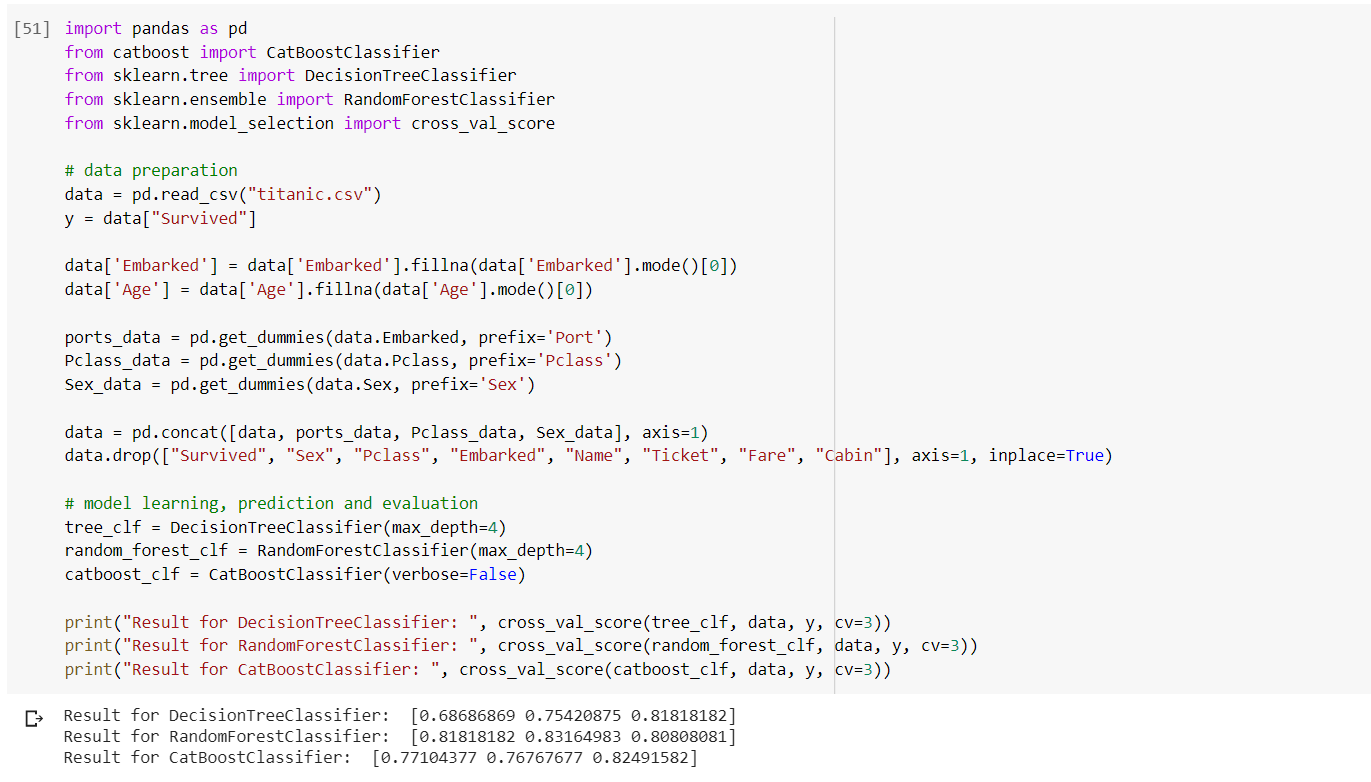 [51] import pandas as pd
from catboost import CatBoostClassifier
from sklearn.tree import DecisionTreeClassifier
from sklearn.ensemble import RandomForestClassifier
from sklearn.model_selection import cross_val_score
# data preparation
data = pd.read_csv("titanic.csv")
y = data["Survived"]
data['Embarked'] = data['Embarked'].fillna(data['Embarked'].mode()[0])
data['Age'] = data['Age'].fillna(data['Age'].mode()[0])
ports_data = pd.get_dummies(data.Embarked, prefix='Port')
Pclass_data = pd.get_dummies(data.Pclass, prefix='Pclass')
Sex_data = pd.get_dummies(data.Sex, prefix='Sex')
data = pd.concat([data, ports_data, Pclass_data, Sex_data], axis=1)
data.drop(["Survived", "Sex", "Pclass", "Embarked", "Name", "Ticket", "Fare", "Cabin"], axis=1, inplace=True)
# model learning, prediction and evaluation
tree_clf = DecisionTreeClassifier(max_depth=4)
random_forest_clf = RandomForestClassifier(max_depth=4)
catboost_clf = CatBoostClassifier(verbose=False)
print("Result for DecisionTreeClassifier: ", cross_val_score(tree_clf, data, y, cv=3))
print("Result for RandomForestClassifier: ", cross_val_score(random_forest_clf, data, y, cv=3))
print("Result for CatBoostClassifier: ", cross_val_score(catboost_clf, data, y, cv=3))
Result for DecisionTreeClassifier:  [0.68686869 0.75420875 0.81818182]
Result for RandomForestClassifier:  [0.81818182 0.83164983 0.80808081]
Result for CatBoostClassifier:  [0.77104377 0.76767677 0.82491582]